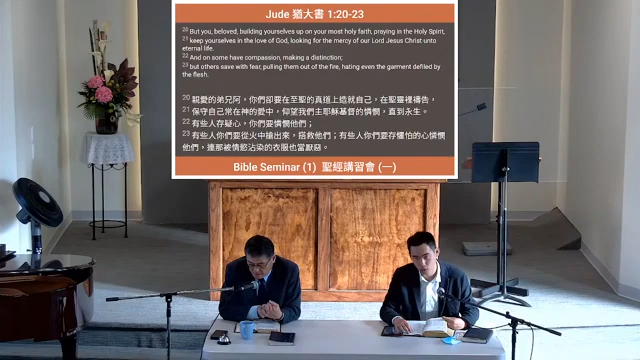 Jude 猶大書 1:20-23
20 But you, beloved, building yourselves up on your most holy faith, praying in the Holy Spirit,
21 keep yourselves in the love of God, looking for the mercy of our Lord Jesus Christ unto
eternal life.
22 And on some have compassion, making a distinction;
23 but others save with fear, pulling them out of the fire, hating even the garment defiled by
the flesh.
20 親愛的弟兄阿，你們卻要在至聖的真道上造就自己，在聖靈裡禱告，
21 保守自己常在神的愛中，仰望我們主耶穌基督的憐憫，直到永生。
22 有些人存疑心，你們要憐憫他們；
23 有些人你們要從火中搶出來，搭救他們；有些人你們要存懼怕的心憐憫
他們，連那被情慾沾染的衣服也當厭惡。
Bible Seminar (1) 聖經講習會 (一)